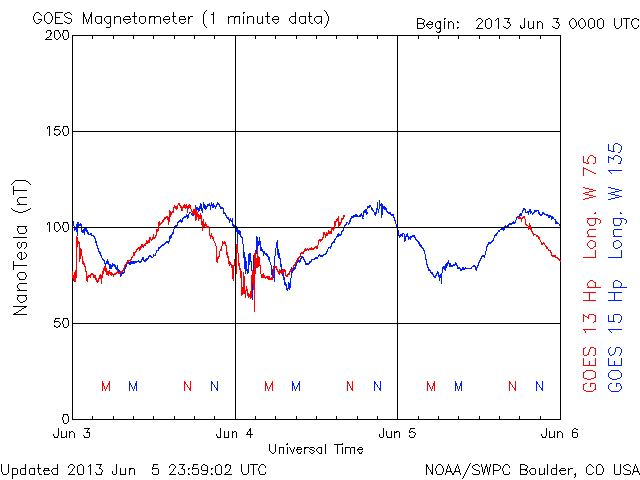 GOES Magnetometer (1 minute data)
Begin: 2013 Jun 3 0000 UTC
200
150
100
50
0
NanoTesla (nT)
M M N N M M N N M M N N
Jun 3 Jun 4 Jun 5 Jun 6
Universal Time
GOES 13 Hp Long. W 75
GOES 15 Hp Long. W 135
Updated 2013 Jun 5 23:59:02 UTC
NOAA/SWPC Boulder, CO USA